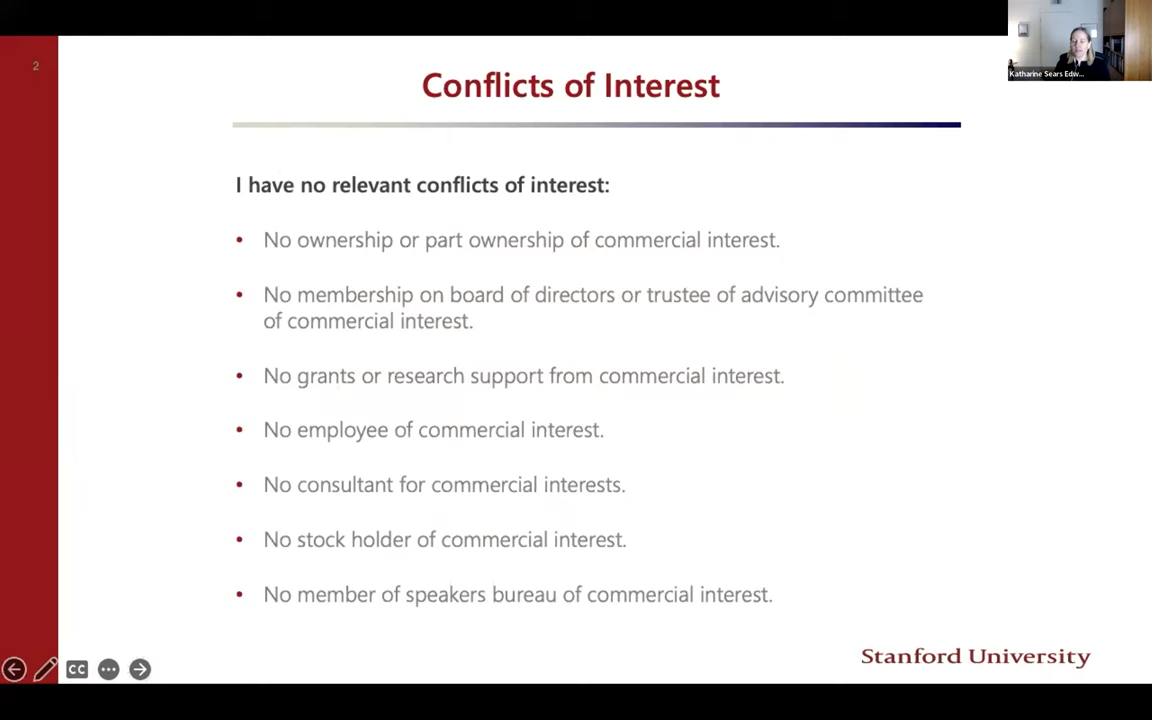 2
Conflicts of Interest
Katharine Sears Edw...
I have no relevant conflicts of interest:
• No ownership or part ownership of commercial interest.
• No membership on board of directors or trustee of advisory committee
of commercial interest.
• No grants or research support from commercial interest.
• No employee of commercial interest.
• No consultant for commercial interests.
• No stock holder of commercial interest.
• No member of speakers bureau of commercial interest.
Stanford University
CC